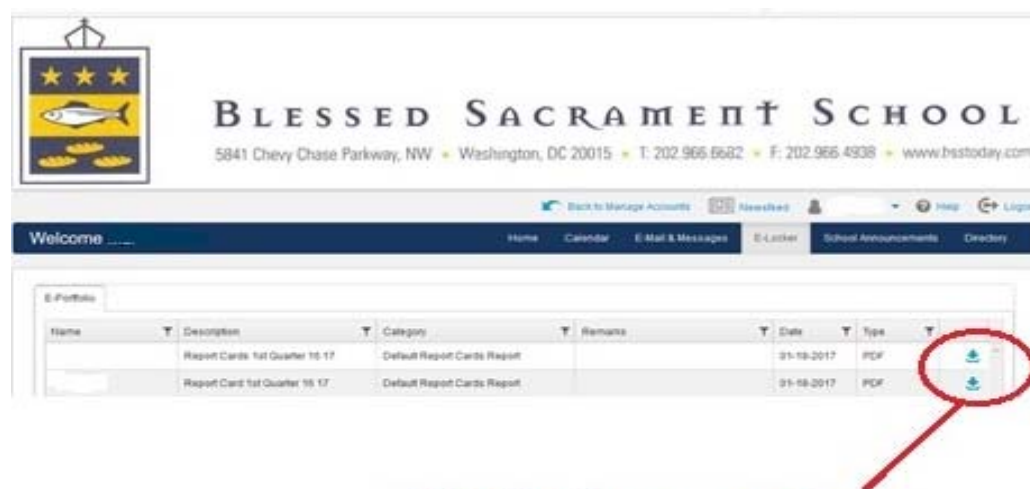 BLESSED SACRAMENT SCHOOL
5841 Chevy Chase Parkway, NW • Washington, DC 20015 • T: 202.966.6682 • F: 202.966.4938 • www.bsstoday.com
Back to Manage Accounts Newsfeed Help Logo
Welcome ......
Home Calendar E-Mail & Messages E-Locker School Announcements Directory
E-Portfolio
Name Description Category Remarks Date Type
Report Cards 1st Quarter 16 17 Default Report Cards Report 01-18-2017 PDF
Report Card 1st Quarter 16 17 Default Report Cards Report 01-18-2017 PDF